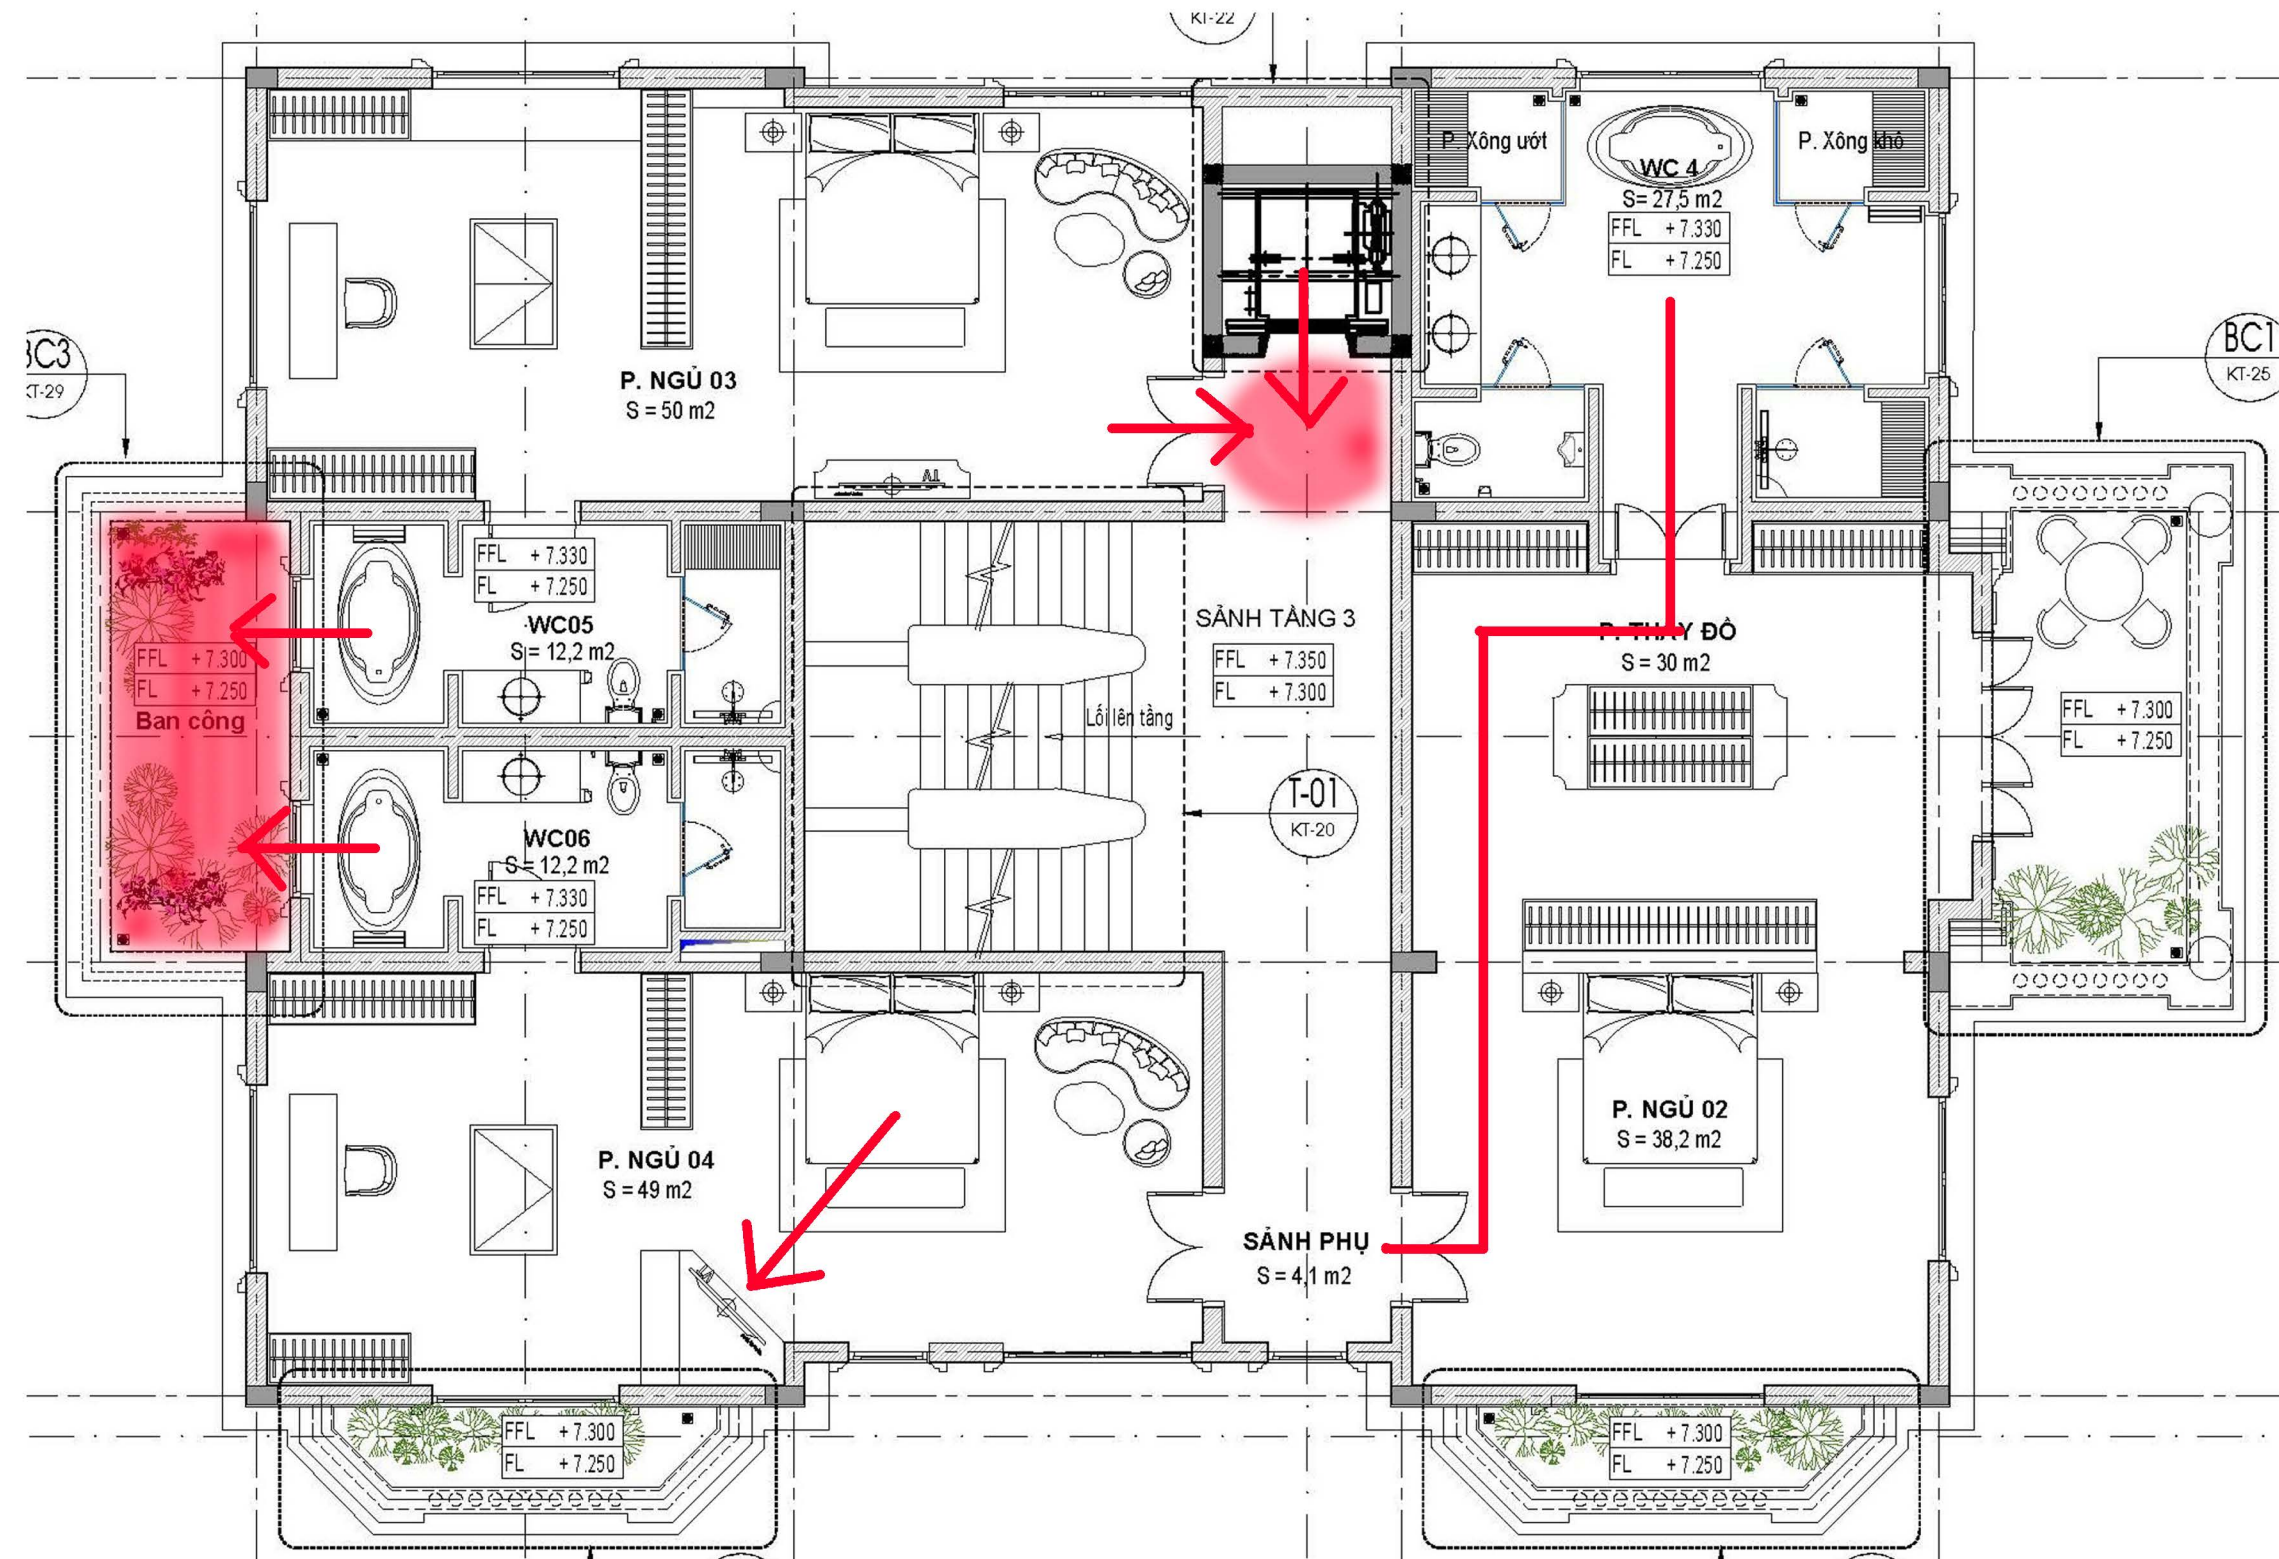 KT-22
P. Xông ướt
WC 4
S= 27,5 m2
FFL + 7.330
FL + 7.250
P. Xông khô
BC3
KT-29
P. NGỦ 03
S = 50 m2
BC1
KT-25
TV
FFL + 7.330
FL + 7.250
WC05
S = 12,2 m2
FFL + 7.300
FL + 7.250
Ban công
SẢNH TẦNG 3
FFL + 7.350
FL + 7.300
Lối lên tầng
P. THAY ĐỒ
S = 30 m2
FFL + 7.300
FL + 7.250
T-01
KT-20
WC06
S = 12,2 m2
FFL + 7.330
FL + 7.250
P. NGỦ 04
S = 49 m2
P. NGỦ 02
S = 38,2 m2
SẢNH PHỤ
S = 4,1 m2
TV
FFL + 7.300
FL + 7.250
FFL + 7.300
FL + 7.250